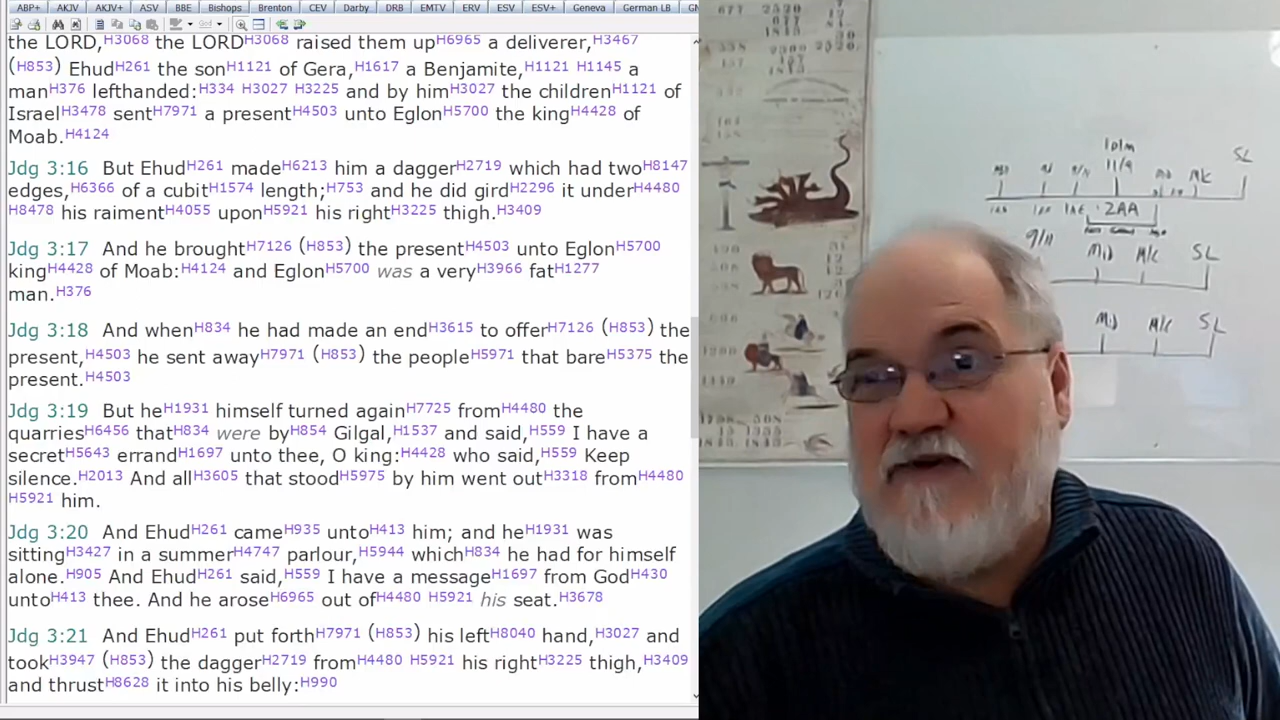 ABP+ AKJV AKJV+ ASV BBE Bishops Brenton CEV Darby DRB EMTV ERV ESV ESV+ Geneva German LB GN
the LORD,H3068 the LORDH3068 raised them upH6965 a deliverer,H3467
(H853) EhudH261 the sonH1121 of Gera,H1617 a Benjamite,H1121 H1145 a
manH376 lefthanded:H334 H3027 H3225 and by himH3027 the childrenH1121 of
IsraelH3478 sentH7971 a presentH4503 unto EglonH5700 the kingH4428 of
Moab.H4124
Jdg 3:16 But EhudH261 madeH6213 him a daggerH2719 which had twoH8147
edges,H6366 of a cubitH1574 length;H753 and he did girdH2296 it underH4480
H8478 his raimentH4055 uponH5921 his rightH3225 thigh.H3409
Jdg 3:17 And he broughtH7126 (H853) the presentH4503 unto EglonH5700
kingH4428 of Moab:H4124 and EglonH5700 was a veryH3966 fatH1277
man.H376
Jdg 3:18 And whenH834 he had made an endH3615 to offerH7126 (H853) the
present,H4503 he sent awayH7971 (H853) the peopleH5971 that bareH5375 the
present.H4503
Jdg 3:19 But heH1931 himself turned againH7725 fromH4480 the
quarriesH6456 thatH834 were byH854 Gilgal,H1537 and said,H559 I have a
secretH5643 errandH1697 unto thee, O king:H4428 who said,H559 Keep
silence.H2013 And allH3605 that stoodH5975 by him went outH3318 fromH4480
H5921 him.
Jdg 3:20 And EhudH261 cameH935 untoH413 him; and heH1931 was
sittingH3427 in a summerH4747 parlour,H5944 whichH834 he had for himself
alone.H905 And EhudH261 said,H559 I have a messageH1697 from GodH430
untoH413 thee. And he aroseH6965 out ofH4480 H5921 his seat.H3678
Jdg 3:21 And EhudH261 put forthH7971 (H853) his leftH8040 hand,H3027 and
tookH3947 (H853) the daggerH2719 fromH4480 H5921 his rightH3225 thigh,H3409
and thrustH8628 it into his belly:H990
677 2520
11/9
SL
M/C
2AA
9/11
Mid M/C SL
Mid M/C SL